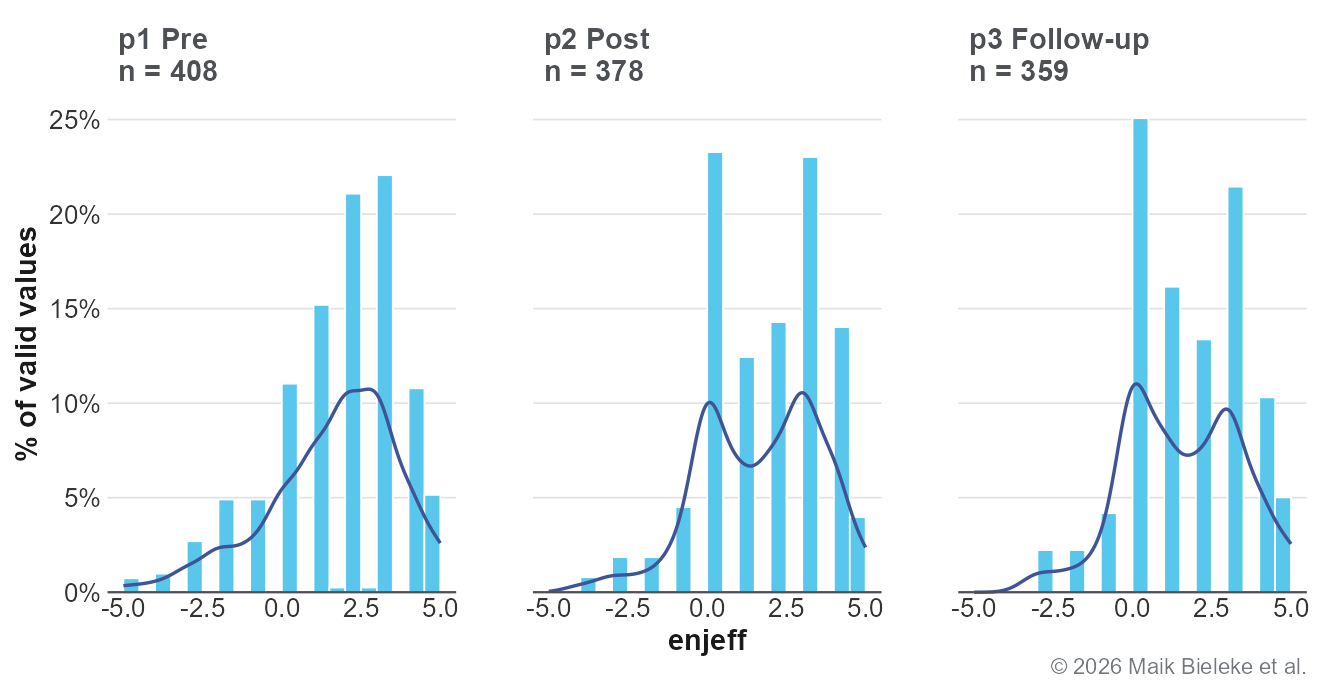 p1 Pre
n = 408
p2 Post
n = 378
p3 Follow-up
n = 359
% of valid values
25%
20%
15%
10%
5%
0%
-5.0 -2.5 0.0 2.5 5.0
-5.0 -2.5 0.0 2.5 5.0
-5.0 -2.5 0.0 2.5 5.0
enjeff
© 2026 Maik Bieleke et al.